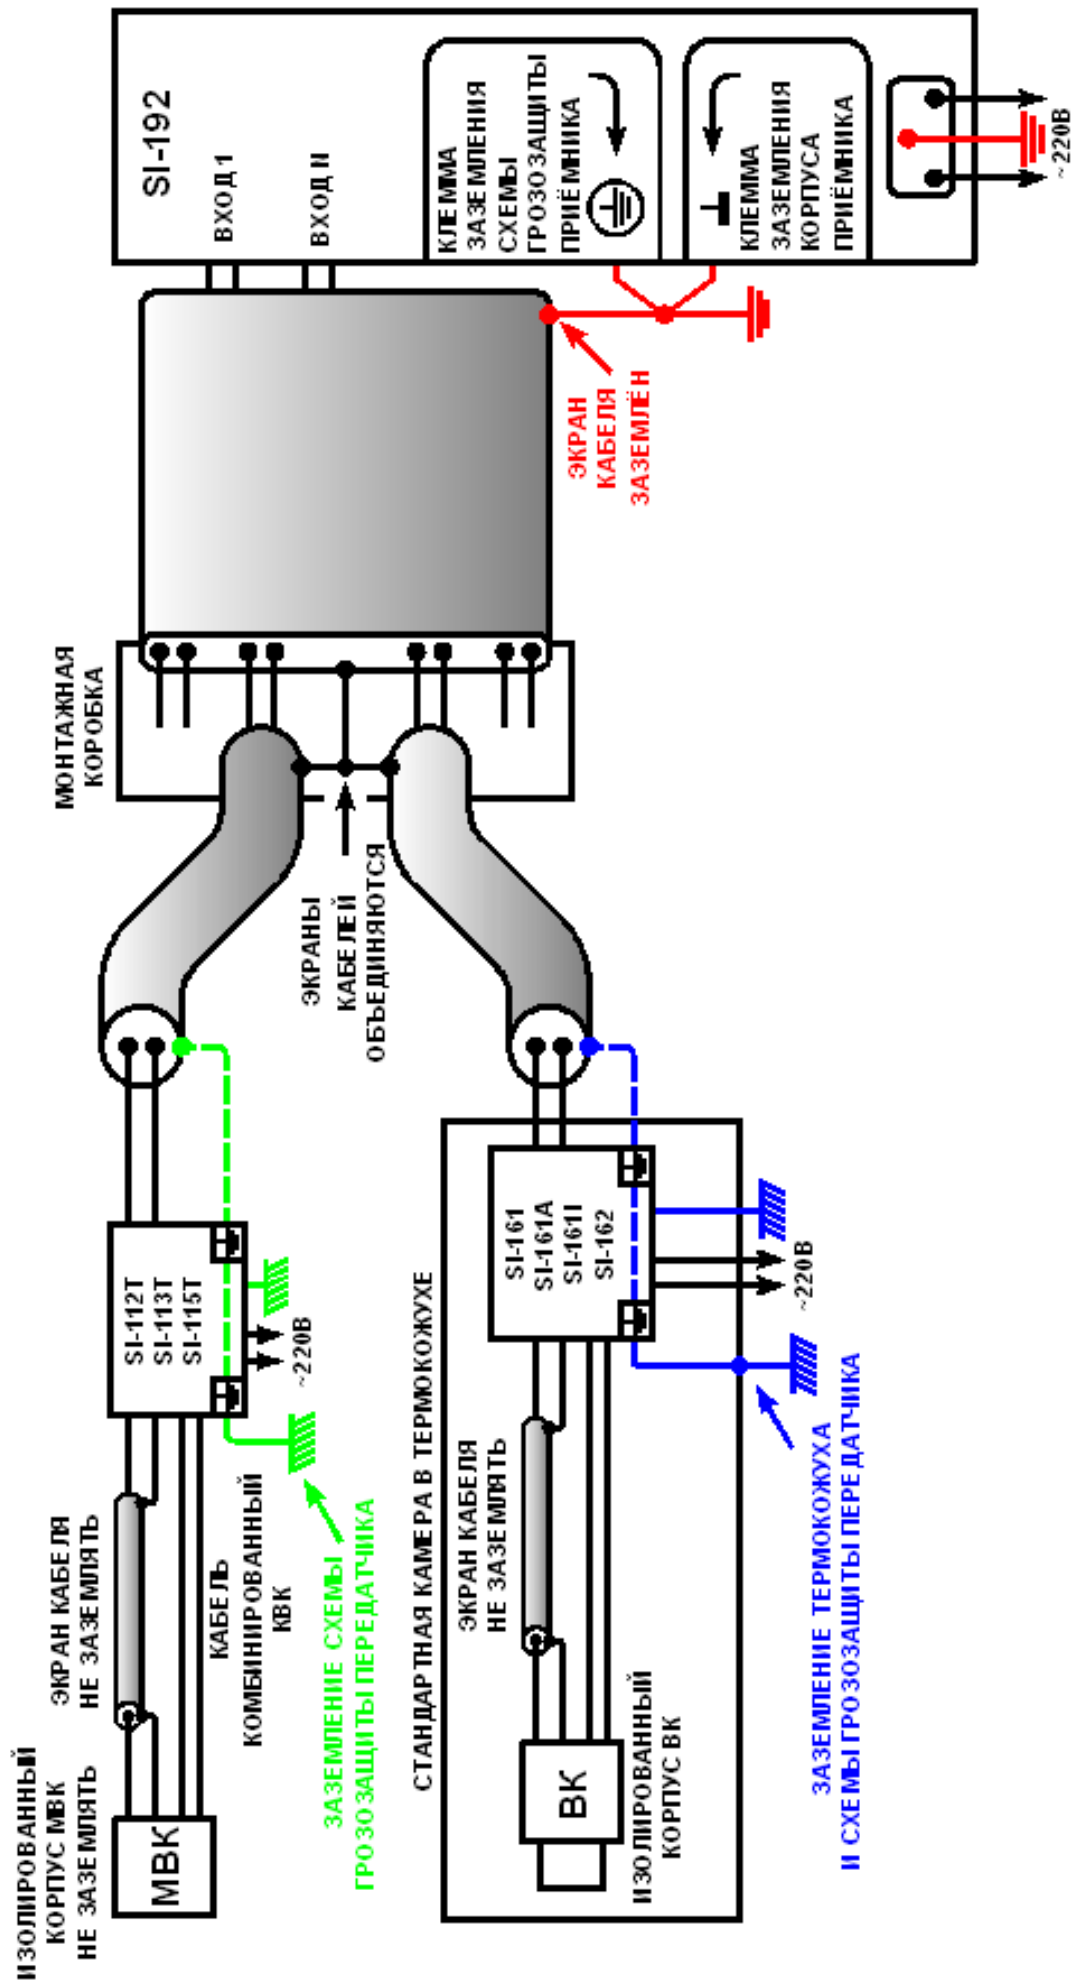 ИЗОЛИРОВАННЫЙ
КОРПУС МВК
НЕ ЗАЗЕМЛЯТЬ
МВК
ЭКРАН КАБЕЛЯ
НЕ ЗАЗЕМЛЯТЬ
КАБЕЛЬ
КОМБИНИРОВАННЫЙ
КВК
SI-112T
SI-113T
SI-115T
~220В
ЗАЗЕМЛЕНИЕ СХЕМЫ
ГРОЗОЗАЩИТЫ ПЕРЕДАТЧИКА
МОНТАЖНАЯ
КОРОБКА
ЭКРАНЫ
КАБЕЛЕЙ
ОБЪЕДИНЯЮТСЯ
SI-192
ВХОД 1
ВХОД N
КЛЕММА
ЗАЗЕМЛЕНИЯ
СХЕМЫ
ГРОЗОЗАЩИТЫ
ПРИЁМНИКА
КЛЕММА
ЗАЗЕМЛЕНИЯ
КОРПУСА
ПРИЁМНИКА
~220В
ЭКРАН
КАБЕЛЯ
ЗАЗЕМЛЁН
СТАНДАРТНАЯ КАМЕРА В ТЕРМОКОЖУХЕ
ЭКРАН КАБЕЛЯ
НЕ ЗАЗЕМЛЯТЬ
SI-161
SI-161A
SI-161I
SI-162
~220В
ВК
ИЗОЛИРОВАННЫЙ
КОРПУС ВК
ЗАЗЕМЛЕНИЕ ТЕРМОКОЖУХА
И СХЕМЫ ГРОЗОЗАЩИТЫ ПЕРЕДАТЧИКА